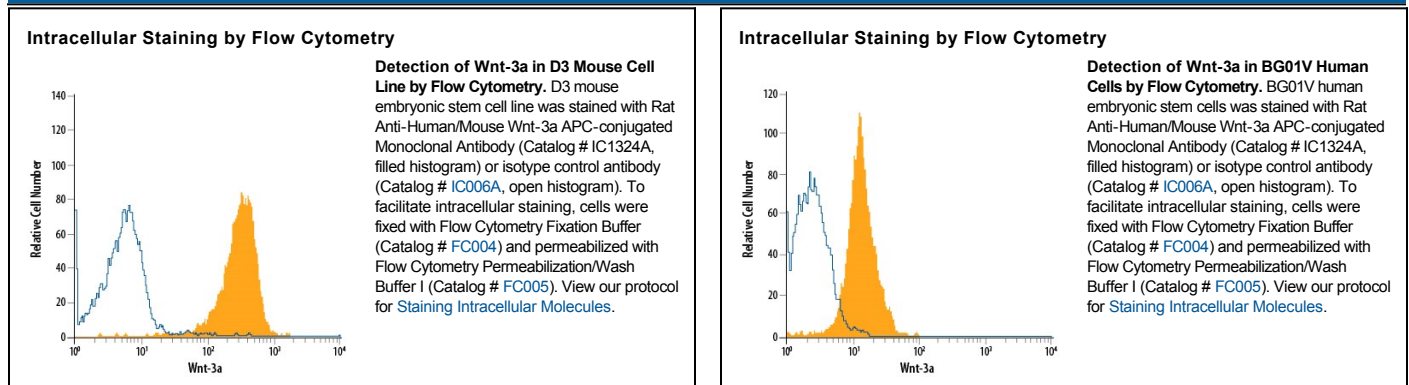 Intracellular Staining by Flow Cytometry
Detection of Wnt-3a in D3 Mouse Cell
Line by Flow Cytometry. D3 mouse
embryonic stem cell line was stained with Rat
Anti-Human/Mouse Wnt-3a APC-conjugated
Monoclonal Antibody (Catalog # IC1324A,
filled histogram) or isotype control antibody
(Catalog # IC006A, open histogram). To
facilitate intracellular staining, cells were
fixed with Flow Cytometry Fixation Buffer
(Catalog # FC004) and permeabilized with
Flow Cytometry Permeabilization/Wash
Buffer I (Catalog # FC005). View our protocol
for Staining Intracellular Molecules.
Relative Cell Number
140
120
100
80
60
40
20
0
10⁰ 10¹ 10² 10³ 10⁴
Wnt-3a
Intracellular Staining by Flow Cytometry
Detection of Wnt-3a in BG01V Human
Cells by Flow Cytometry. BG01V human
embryonic stem cells was stained with Rat
Anti-Human/Mouse Wnt-3a APC-conjugated
Monoclonal Antibody (Catalog # IC1324A,
filled histogram) or isotype control antibody
(Catalog # IC006A, open histogram). To
facilitate intracellular staining, cells were
fixed with Flow Cytometry Fixation Buffer
(Catalog # FC004) and permeabilized with
Flow Cytometry Permeabilization/Wash
Buffer I (Catalog # FC005). View our protocol
for Staining Intracellular Molecules.
Relative Cell Number
120
100
80
60
40
20
0
10⁰ 10¹ 10² 10³ 10⁴
Wnt-3a